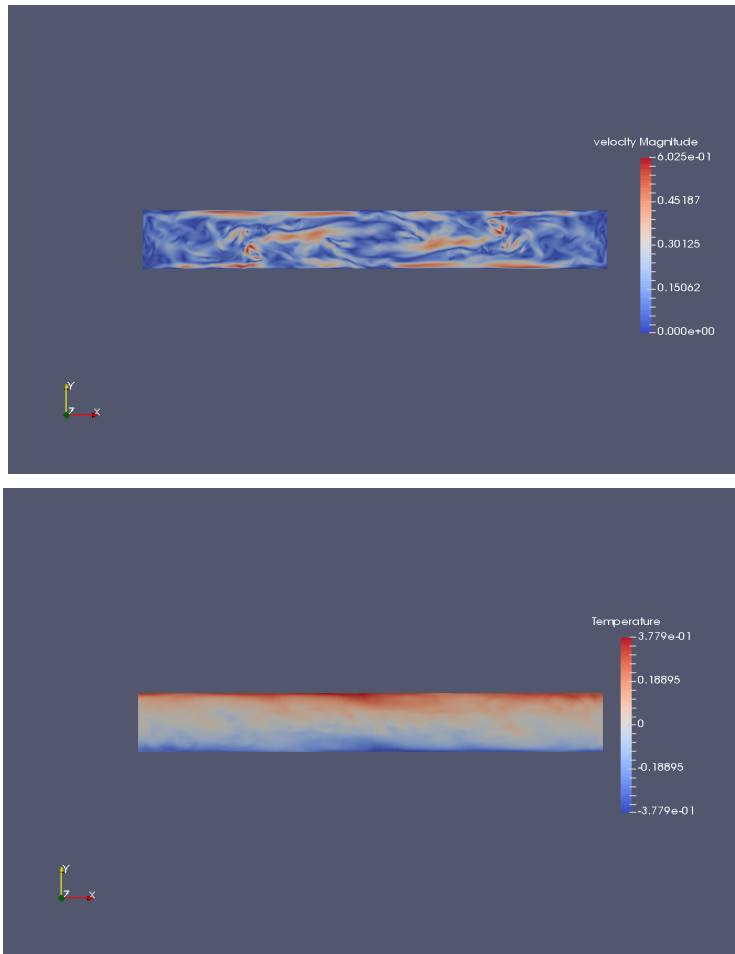 velocity Magnitude
6.025e-01
0.45187
0.30125
0.15062
0.000e+00
Y
Z X
Temperature
3.779e-01
0.18895
0
-0.18895
-3.779e-01
Y
Z X